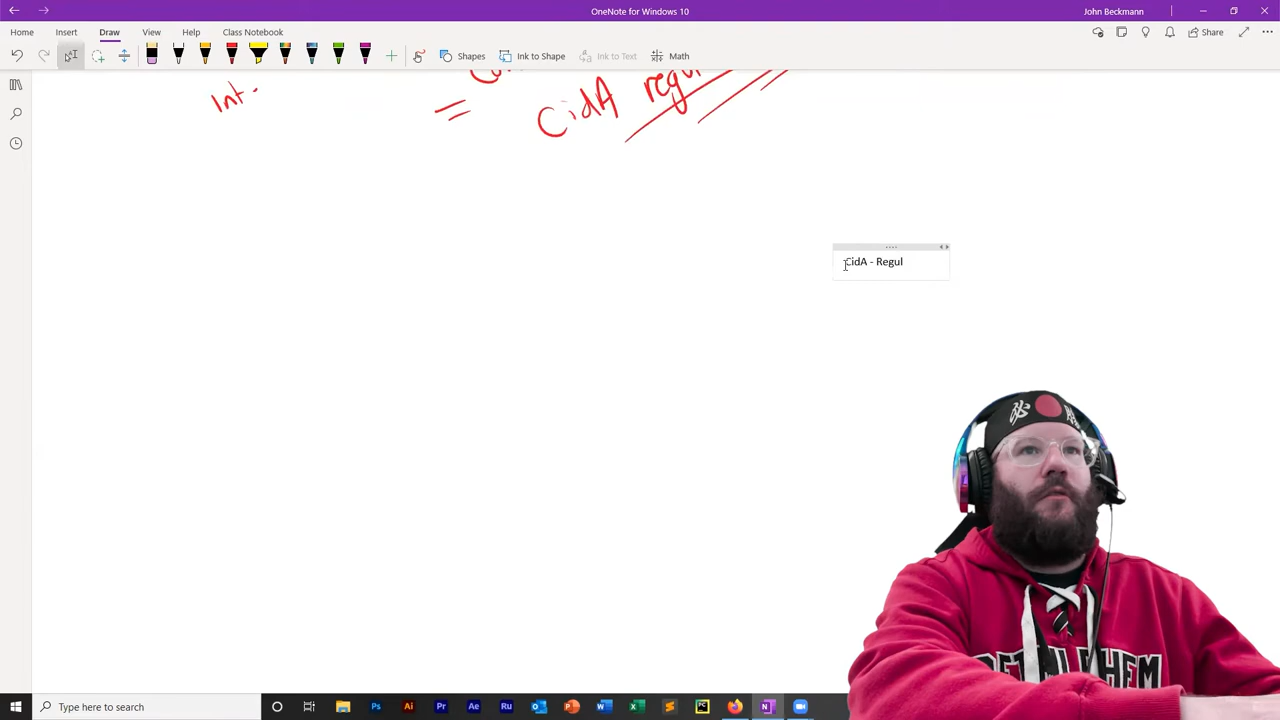 OneNote for Windows 10
John Beckmann
Home Insert Draw View Help Class Notebook
Share
Shapes Ink to Shape Ink to Text Math
Int.
= CidA regul
CidA - Regul
Type here to search